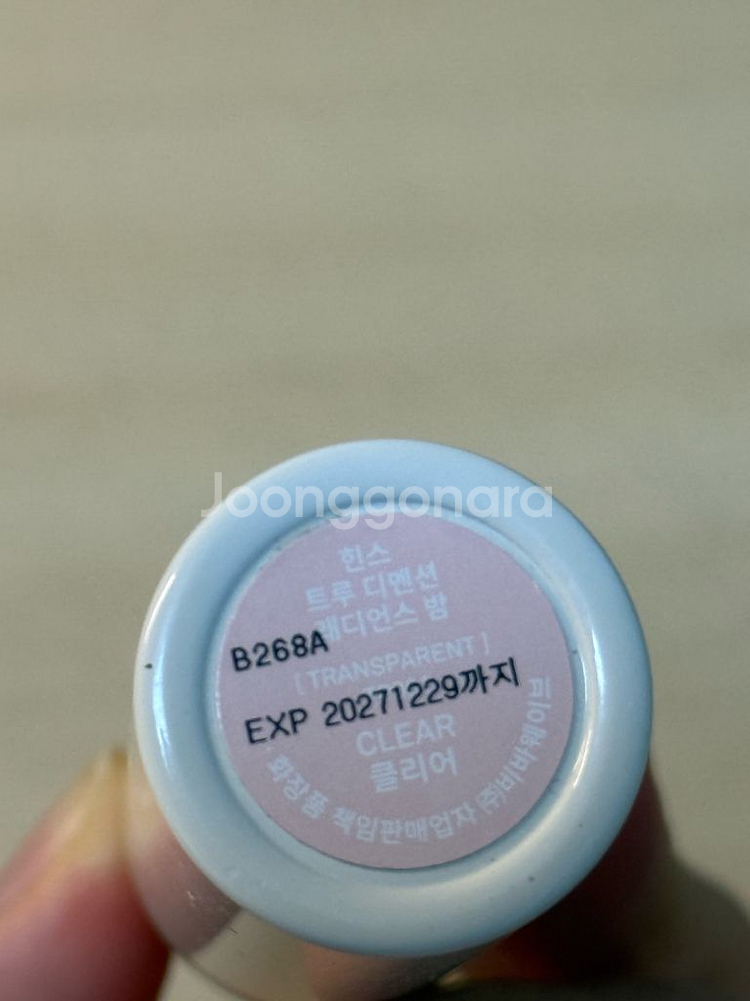 Joonggonara
힌스
트루 디멘션
래디언스 밤
B268A
[ TRANSPARENT ]
EXP 20271229까지
CLEAR
클리어
화장품 책임판매업자 ㈜비바웨이브